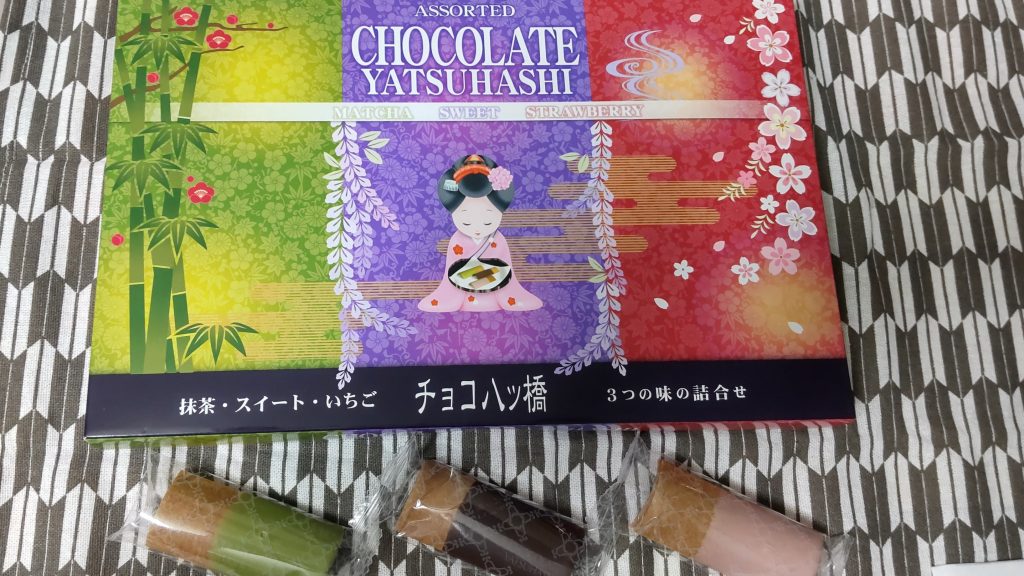 ASSORTED
CHOCOLATE
YATSUHASHI
MATCHA SWEET STRAWBERRY
抹茶・スイート・いちご チョコ八ッ橋 3つの味の詰合せ